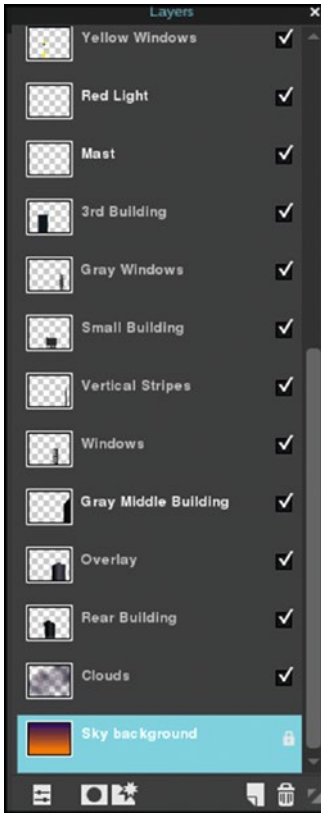 Layers
Yellow Windows
Red Light
Mast
3rd Building
Gray Windows
Small Building
Vertical Stripes
Windows
Gray Middle Building
Overlay
Rear Building
Clouds
Sky background